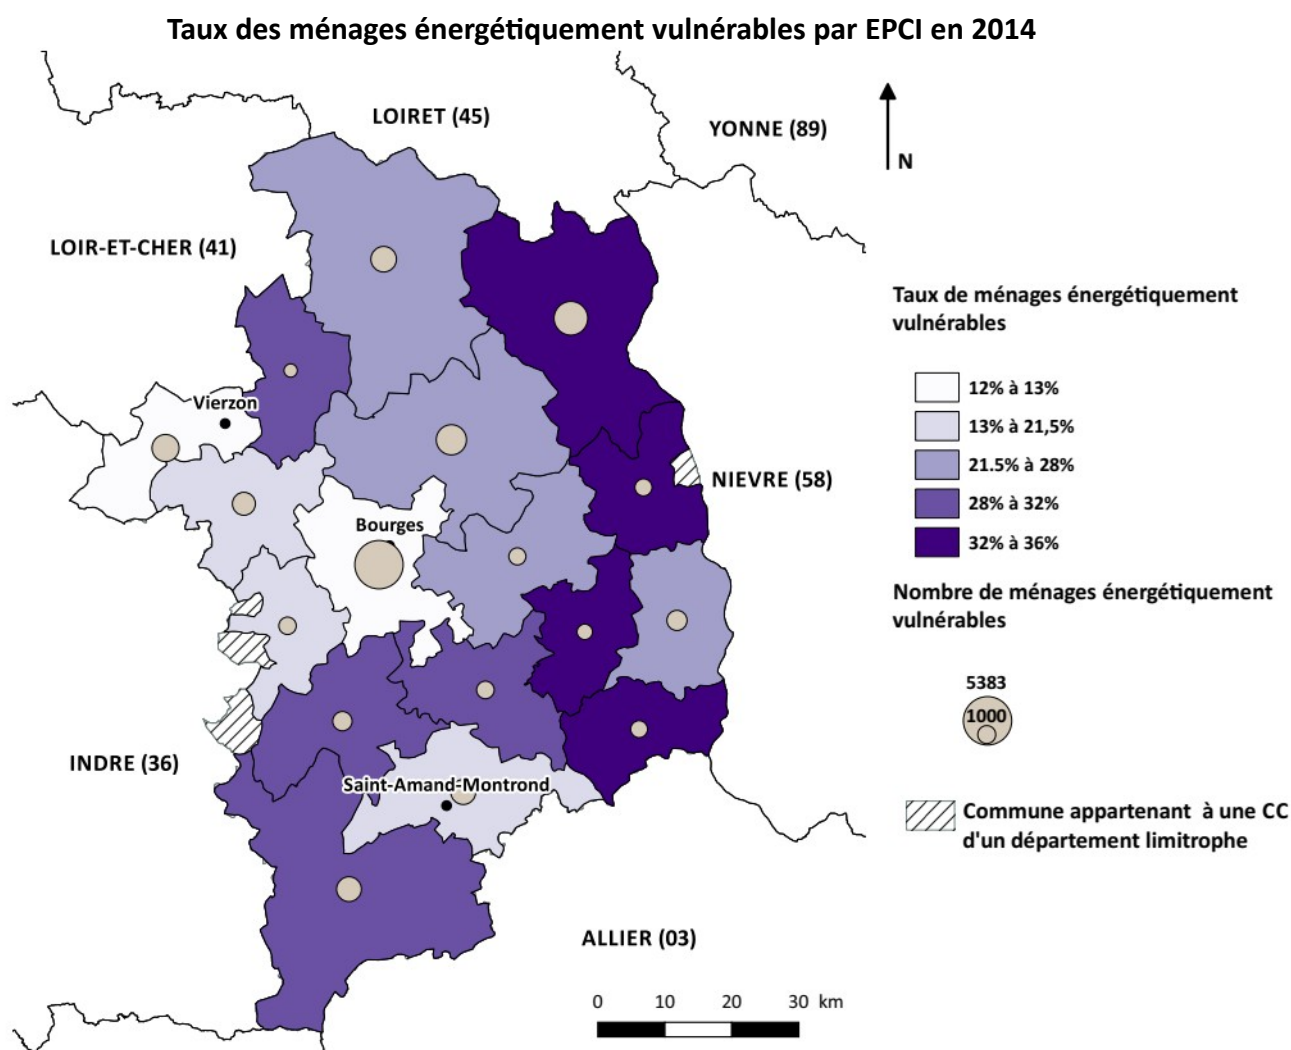 Taux des ménages énergétiquement vulnérables par EPCI en 2014
LOIRET (45)
YONNE (89)
N
LOIR-ET-CHER (41)
Vierzon
NIEVRE (58)
Bourges
INDRE (36)
Saint-Amand-Montrond
ALLIER (03)
0 10 20 30 km
Taux de ménages énergétiquement
vulnérables
12% à 13%
13% à 21,5%
21.5% à 28%
28% à 32%
32% à 36%
Nombre de ménages énergétiquement
vulnérables
5383
1000
Commune appartenant à une CC
d'un département limitrophe